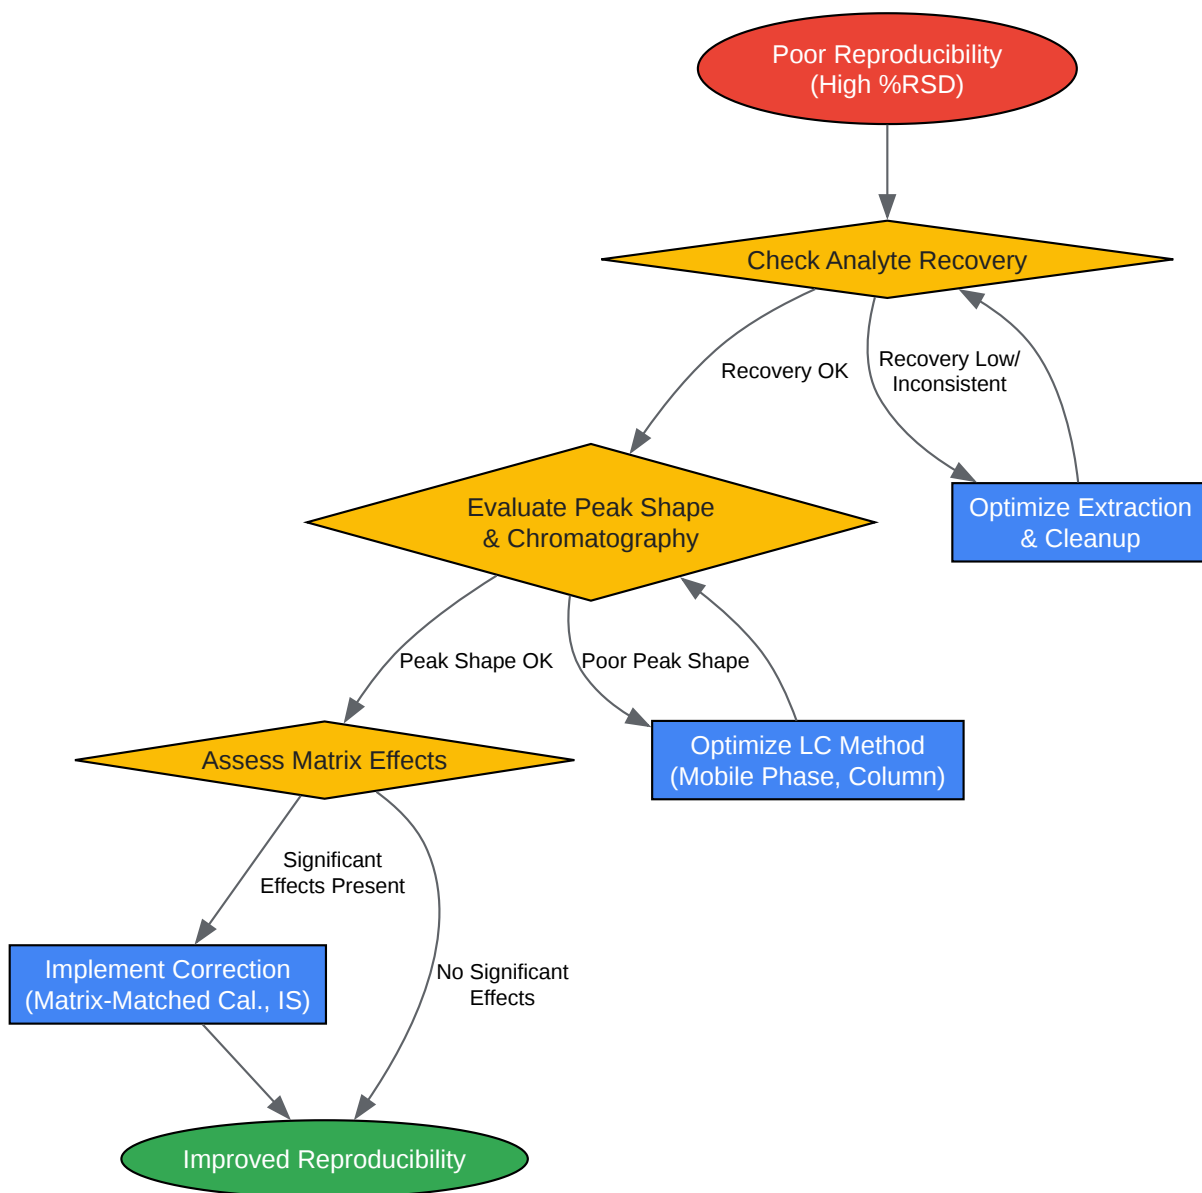 Poor Reproducibility
(High %RSD)
Check Analyte Recovery
Recovery OK
Recovery Low/
Inconsistent
Evaluate Peak Shape
& Chromatography
Optimize Extraction
& Cleanup
Peak Shape OK
Poor Peak Shape
Assess Matrix Effects
Optimize LC Method
(Mobile Phase, Column)
Significant
Effects Present
Implement Correction
(Matrix-Matched Cal., IS)
No Significant
Effects
Improved Reproducibility